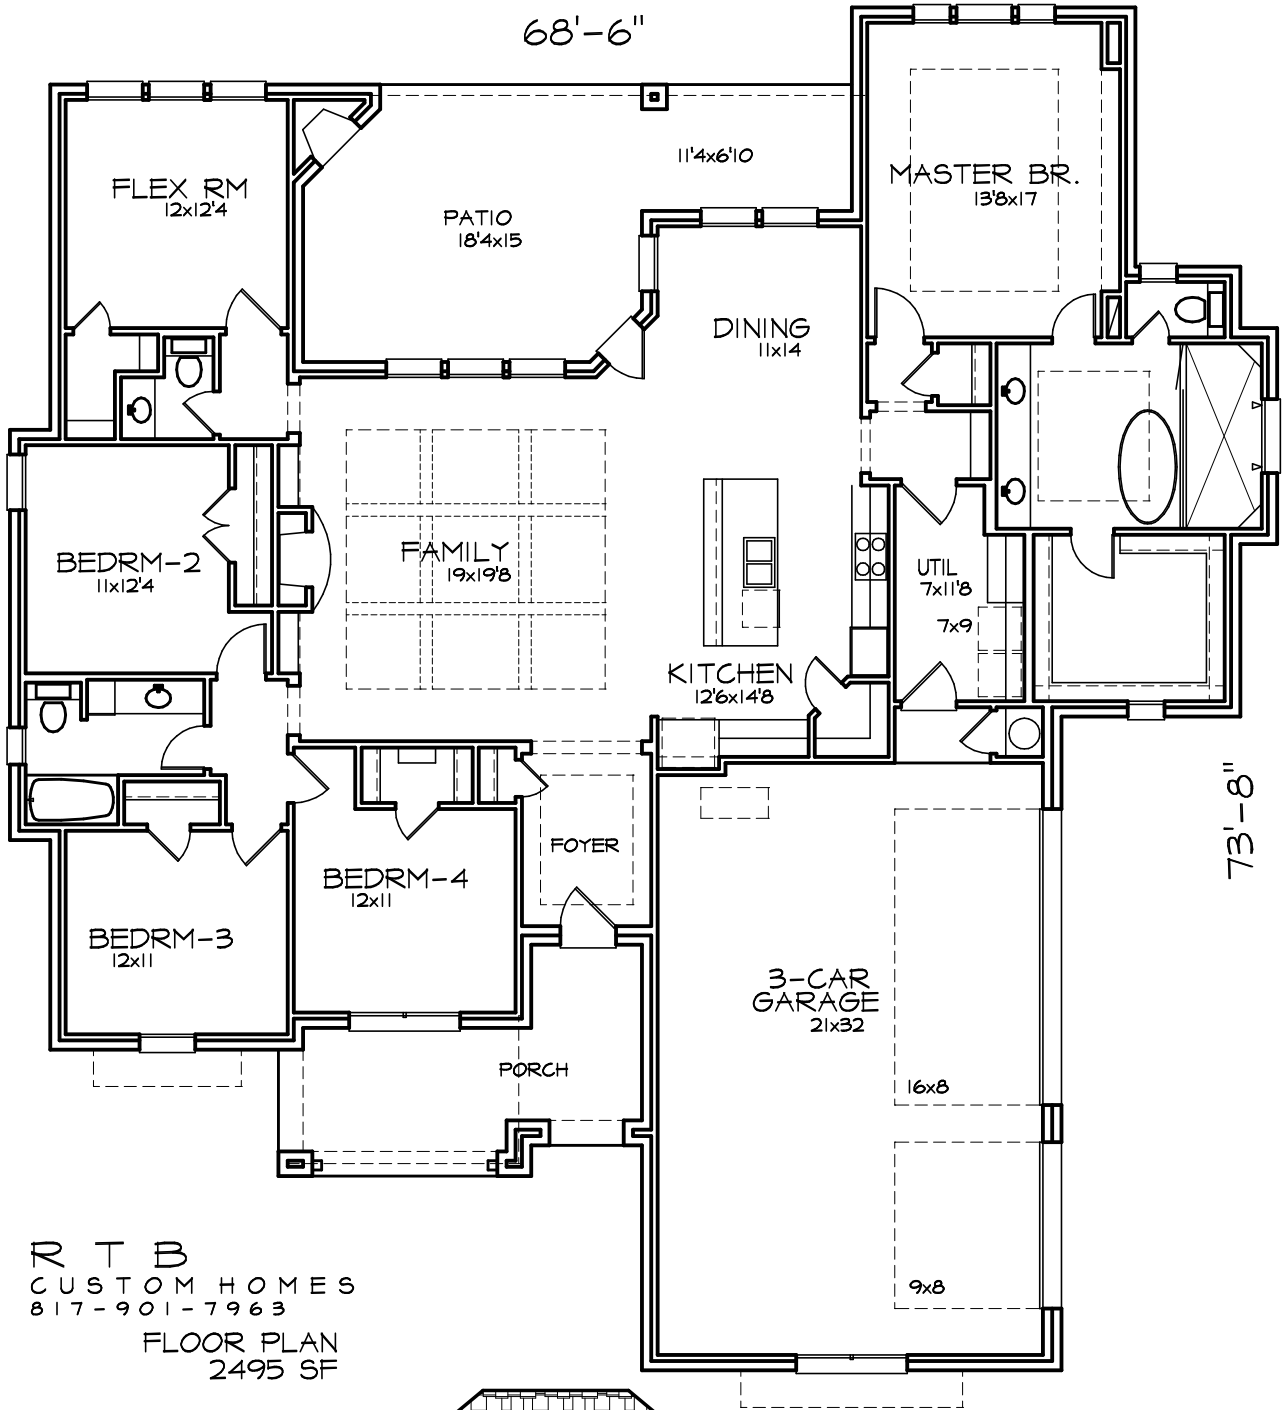 68'-6"
11'4x6'10
MASTER BR.
13'8x17
FLEX RM
12x12'4
PATIO
18'4x15
DINING
11x14
FAMILY
19x19'8
BEDRM-2
11x12'4
UTIL
7x11'8
7x9
KITCHEN
12'6x14'8
73'-8"
FOYER
BEDRM-4
12x11
BEDRM-3
12x11
3-CAR
GARAGE
21x32
PORCH
16x8
9x8
R T B
CUSTOM HOMES
817-901-7963
FLOOR PLAN
2495 SF